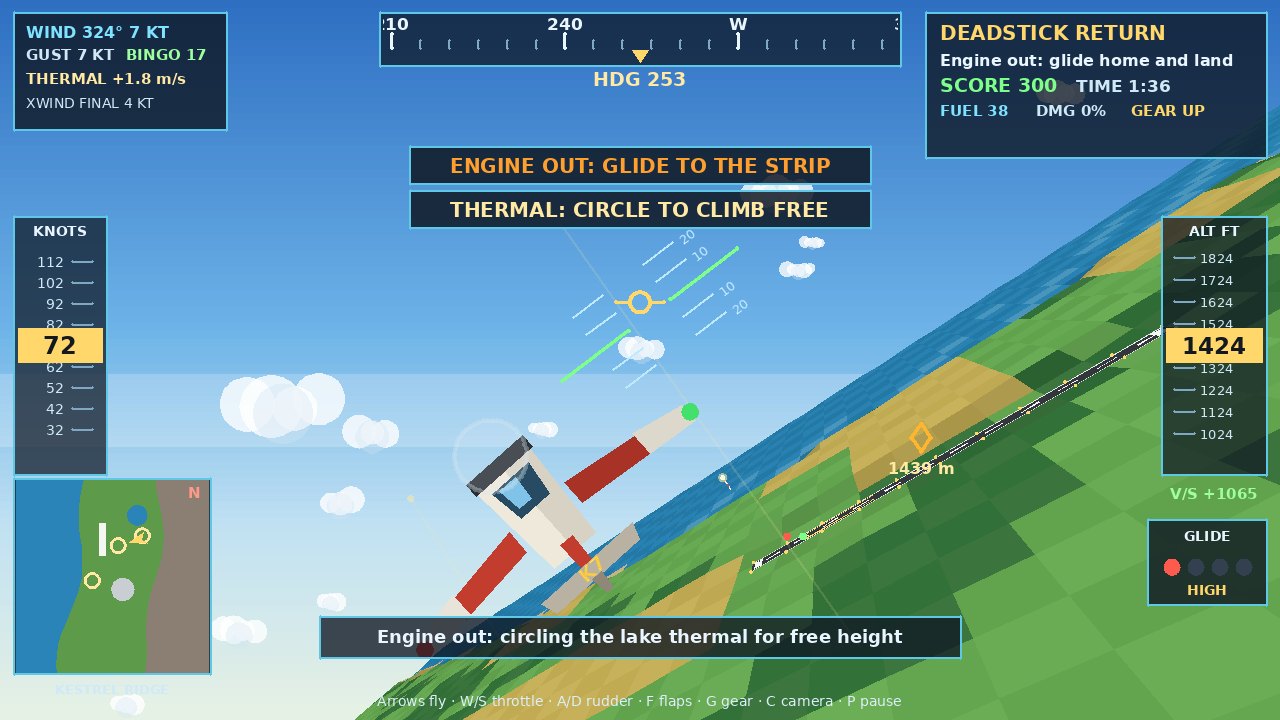 WIND 324° 7 KT
GUST 7 KT BINGO 17
THERMAL +1.8 m/s
XWIND FINAL 4 KT
240 W
HDG 253
DEADSTICK RETURN
Engine out: glide home and land
SCORE 300 TIME 1:36
FUEL 38 DMG 0% GEAR UP
ENGINE OUT: GLIDE TO THE STRIP
THERMAL: CIRCLE TO CLIMB FREE
20
10
10
20
KNOTS
112
102
92
82
72
62
52
42
32
ALT FT
1824
1724
1624
1524
1424
1324
1224
1124
1024
V/S +1065
1439 m
N
GLIDE
HIGH
Engine out: circling the lake thermal for free height
KESTREL RIDGE
Arrows fly · W/S throttle · A/D rudder · F flaps · G gear · C camera · P pause